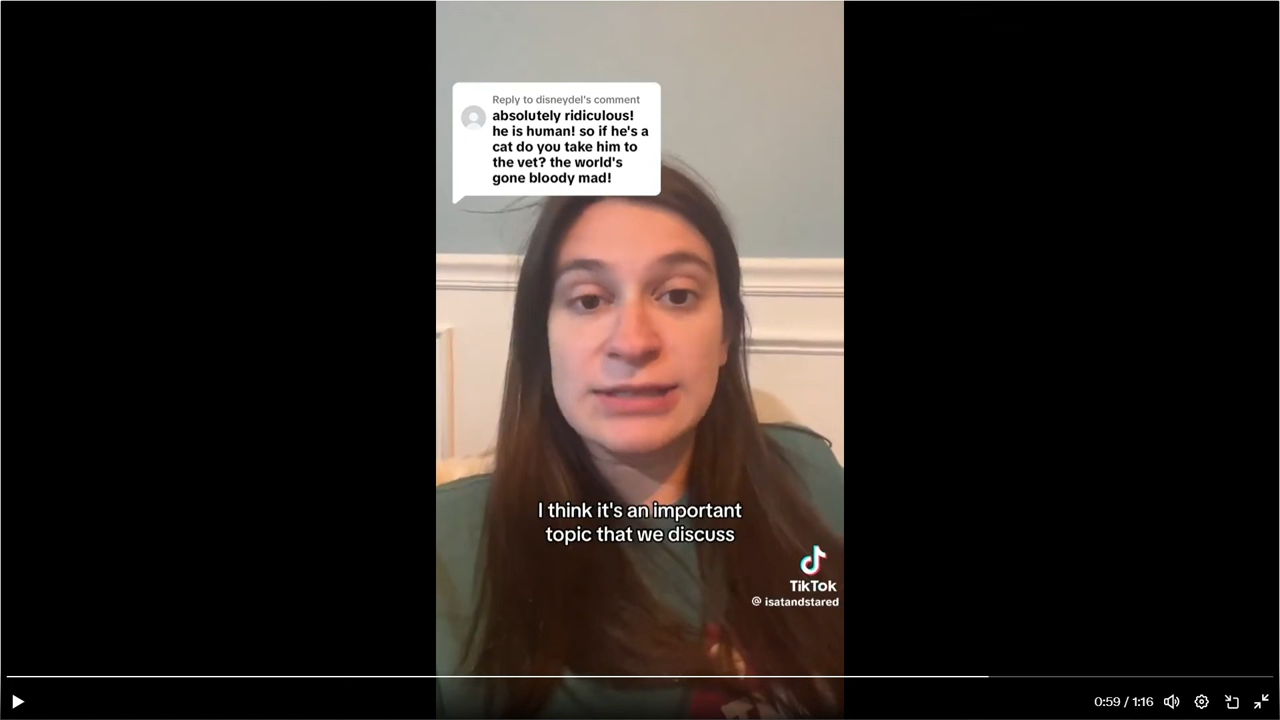 Reply to disneydel's comment
absolutely ridiculous!
he is human! so if he's a
cat do you take him to
the vet? the world's
gone bloody mad!
I think it's an important
topic that we discuss
TikTok
@ isatandstared
0:59 / 1:16